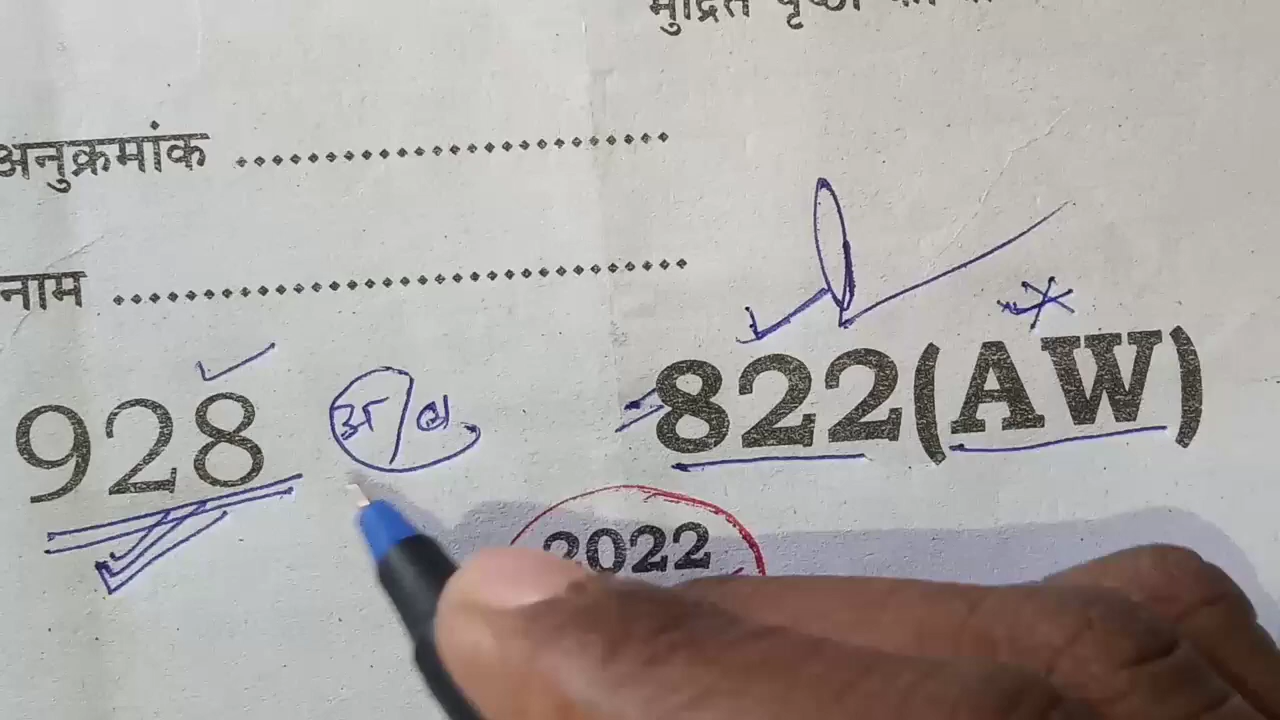 मुद्रित पृष्ठों की
अनुक्रमांक ........................................
नाम ........................................
928 अ/ब 822(AW)
2022